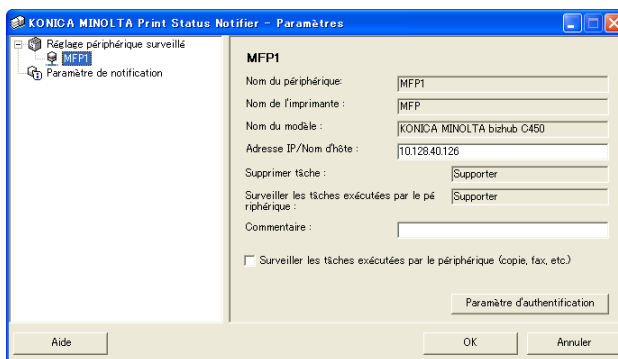 KONICA MINOLTA Print Status Notifier - Paramètres
Réglage périphérique surveillé
MFP1
Paramètre de notification
MFP1
Nom du périphérique: MFP1
Nom de l'imprimante : MFP
Nom du modèle : KONICA MINOLTA bizhub C450
Adresse IP/Nom d'hôte : 10.128.40.126
Supprimer tâche : Supporter
Surveiller les tâches exécutées par le pé Supporter
riphérique :
Commentaire :
Surveiller les tâches exécutées par le périphérique (copie, fax, etc.)
Paramètre d'authentification
Aide OK Annuler